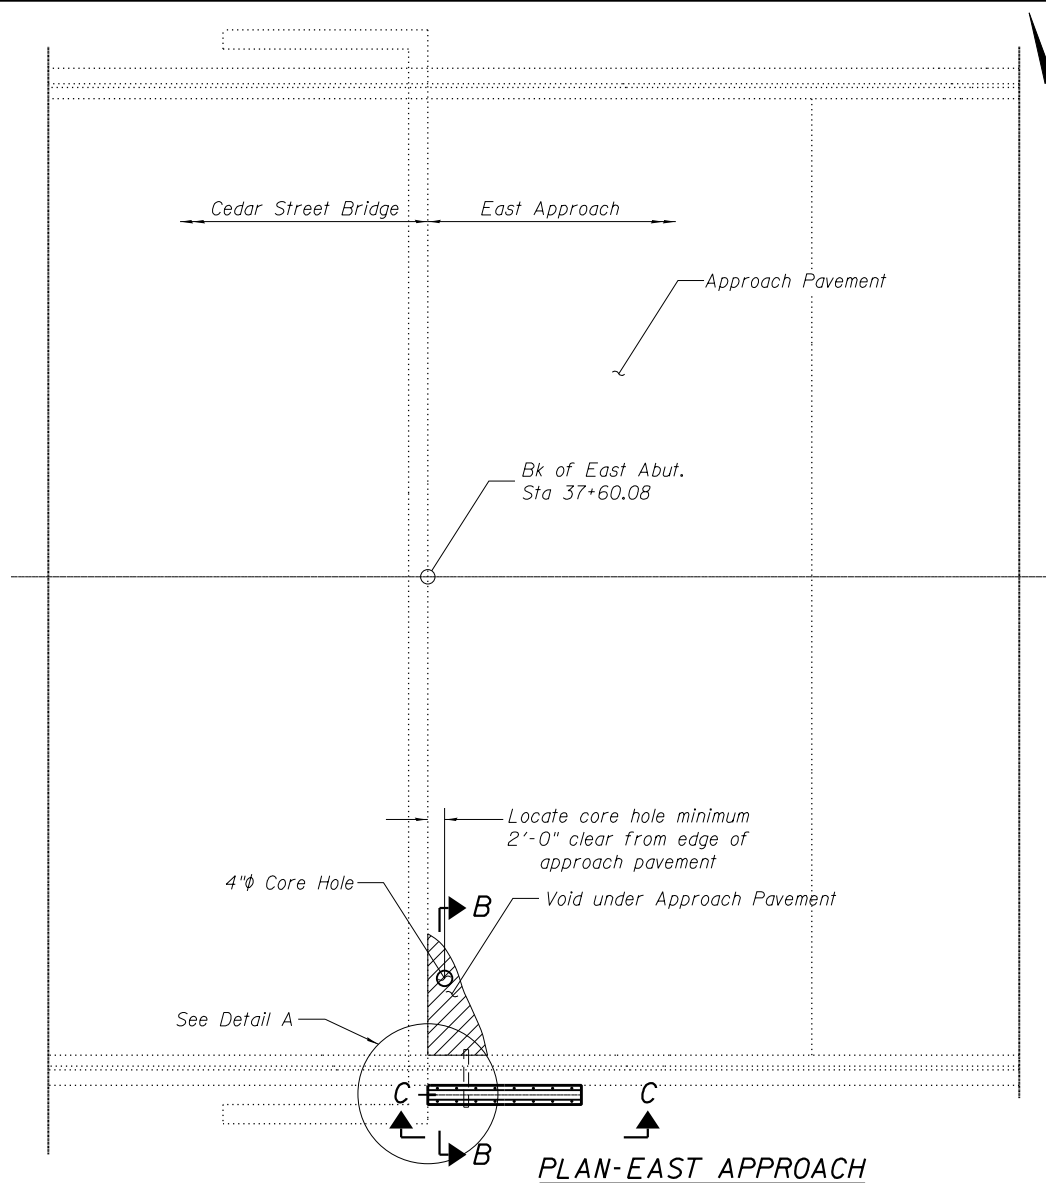 Cedar Street Bridge
East Approach
Approach Pavement
Bk of East Abut.
Sta 37+60.08
Locate core hole minimum
2'-0" clear from edge of
approach pavement
4"ϕ Core Hole
Void under Approach Pavement
B
See Detail A
C
C
B
PLAN-EAST APPROACH